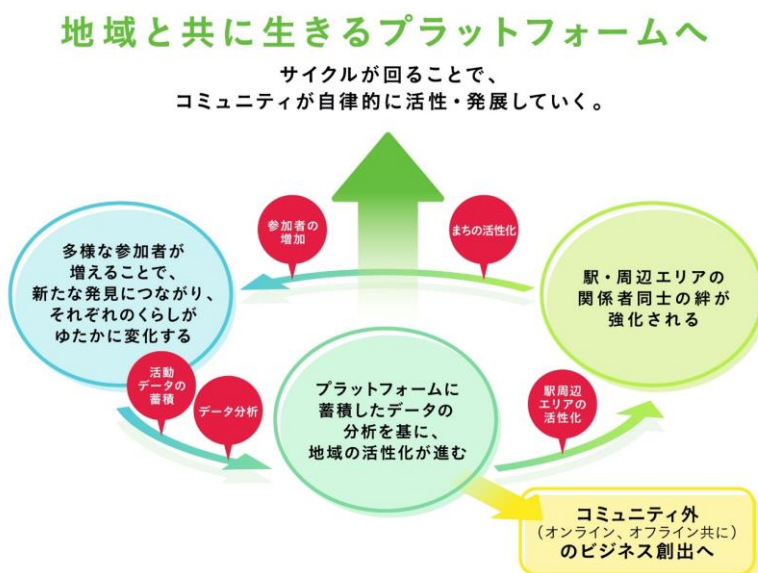 地域と共に生きるプラットフォームへ
サイクルが回ることで、
コミュニティが自律的に活性・発展していく。
参加者の
増加
まちの活性化
多様な参加者が
増えることで、
新たな発見につながり、
それぞれのくらしが
ゆたかに変化する
駅・周辺エリアの
関係者同士の絆が
強化される
活動
データの
蓄積
データ分析
プラットフォームに
蓄積したデータの
分析を基に、
地域の活性化が進む
駅周辺
エリアの
活性化
コミュニティ外
（オンライン、オフライン共に）
のビジネス創出へ